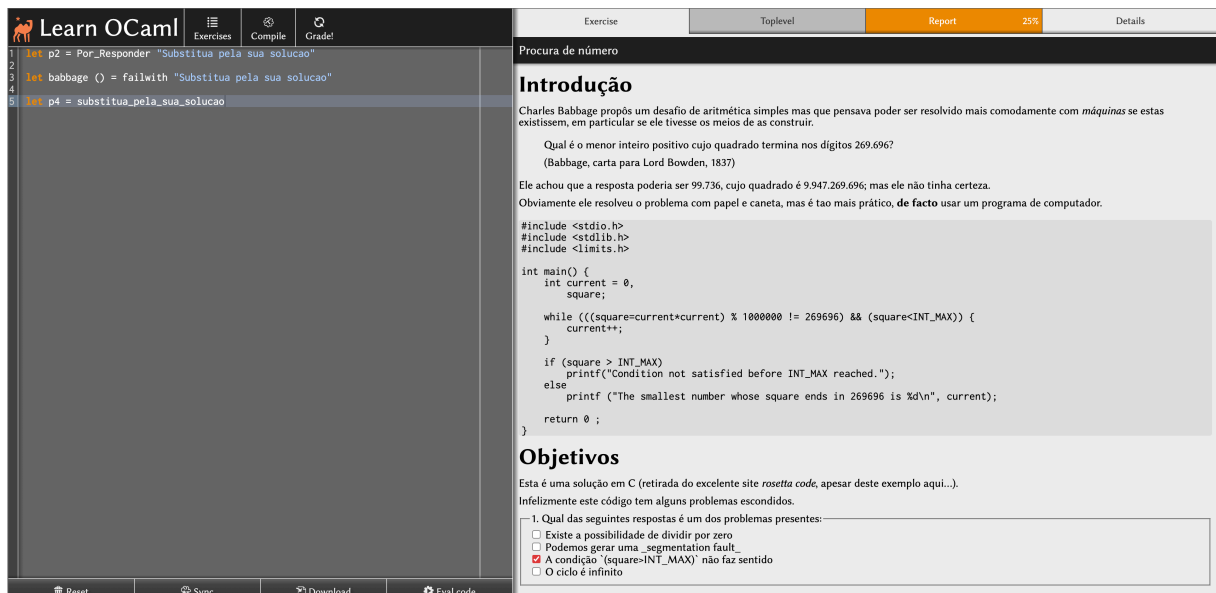 Learn OCaml
Exercises
Compile
Grade!
1 let p2 = Por_Responder "Substitua pela sua solucao"
2
3 let babbage () = failwith "Substitua pela sua solucao"
4
5 let p4 = substitua_pela_sua_solucao
Reset
Sync
Download
Eval code
Exercise
Toplevel
Report 25%
Details
Procura de número
Introdução
Charles Babbage propôs um desafio de aritmética simples mas que pensava poder ser resolvido mais comodamente com máquinas se estas
existissem, em particular se ele tivesse os meios de as construir.
Qual é o menor inteiro positivo cujo quadrado termina nos dígitos 269.696?
(Babbage, carta para Lord Bowden, 1837)
Ele achou que a resposta poderia ser 99.736, cujo quadrado é 9.947.269.696; mas ele não tinha certeza.
Obviamente ele resolveu o problema com papel e caneta, mas é tao mais prático, de facto usar um programa de computador.
#include <stdio.h>
#include <stdlib.h>
#include <limits.h>
int main() {
int current = 0,
square;
while (((square=current*current) % 1000000 != 269696) && (square<INT_MAX)) {
current++;
}
if (square > INT_MAX)
printf("Condition not satisfied before INT_MAX reached.");
else
printf ("The smallest number whose square ends in 269696 is %d\n", current);
return 0 ;
}
Objetivos
Esta é uma solução em C (retirada do excelente site rosetta code, apesar deste exemplo aqui...).
Infelizmente este código tem alguns problemas escondidos.
1. Qual das seguintes respostas é um dos problemas presentes:
Existe a possibilidade de dividir por zero
Podemos gerar uma _segmentation fault_
A condição `(square>INT_MAX)` não faz sentido
O ciclo é infinito